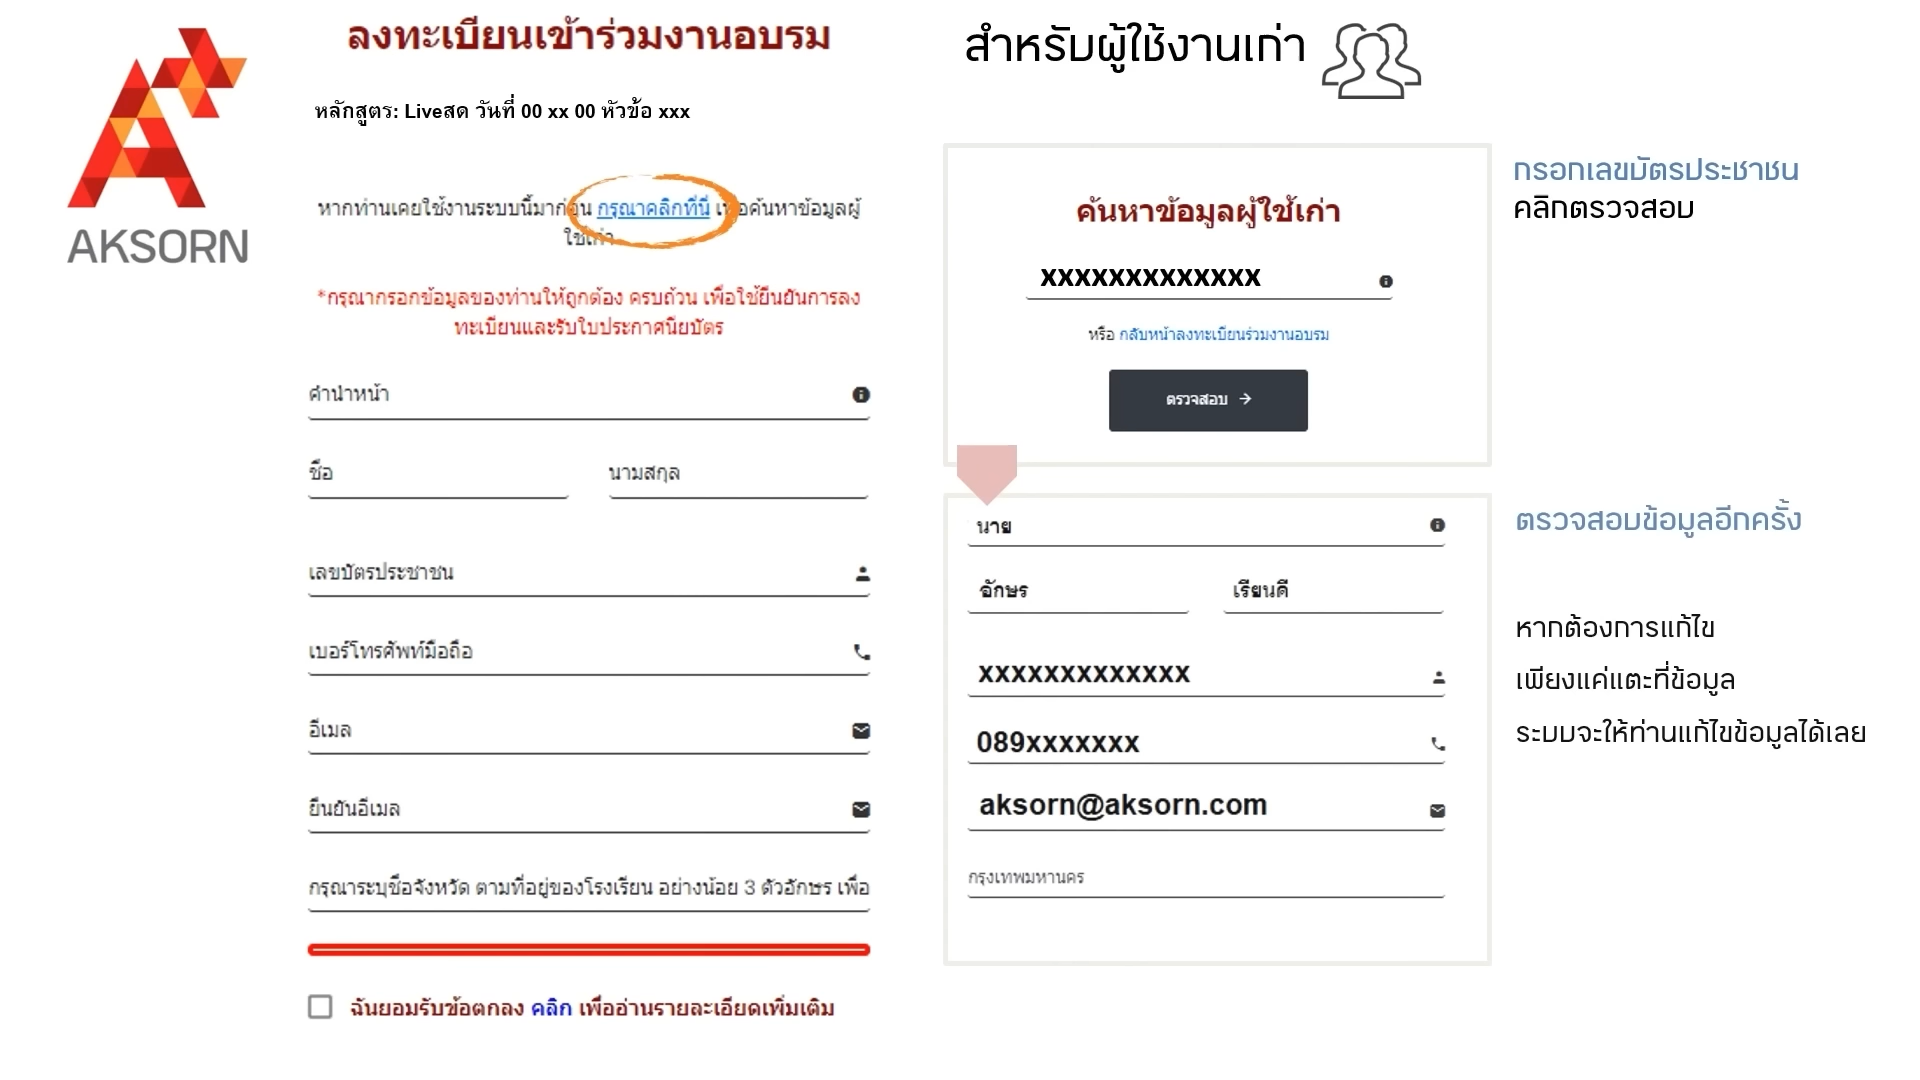 AKSORN
ลงทะเบียนเข้าร่วมงานอบรม
หลักสูตร: Liveสด วันที่ 00 xx 00 หัวข้อ xxx
หากท่านเคยใช้งานระบบนี้มาก่อน กรุณาคลิกที่นี่ เพื่อค้นหาข้อมูลผู้
ใช้เก่า
*กรุณากรอกข้อมูลของท่านให้ถูกต้อง ครบถ้วน เพื่อใช้ยืนยันการลง
ทะเบียนและรับใบประกาศนียบัตร
คำนำหน้า
ชื่อ นามสกุล
เลขบัตรประชาชน
เบอร์โทรศัพท์มือถือ
อีเมล
ยืนยันอีเมล
กรุณาระบุชื่อจังหวัด ตามที่อยู่ของโรงเรียน อย่างน้อย 3 ตัวอักษร เพื่อ
ฉันยอมรับข้อตกลง คลิก เพื่ออ่านรายละเอียดเพิ่มเติม
สำหรับผู้ใช้งานเก่า
ค้นหาข้อมูลผู้ใช้เก่า
xxxxxxxxxxxxx
หรือ กลับหน้าลงทะเบียนร่วมงานอบรม
ตรวจสอบ →
กรอกเลขบัตรประชาชน
คลิกตรวจสอบ
นาย
อักษร เรียนดี
xxxxxxxxxxxxx
089xxxxxxx
aksorn@aksorn.com
กรุงเทพมหานคร
ตรวจสอบข้อมูลอีกครั้ง
หากต้องการแก้ไข
เพียงแค่แตะที่ข้อมูล
ระบบจะให้ท่านแก้ไขข้อมูลได้เลย